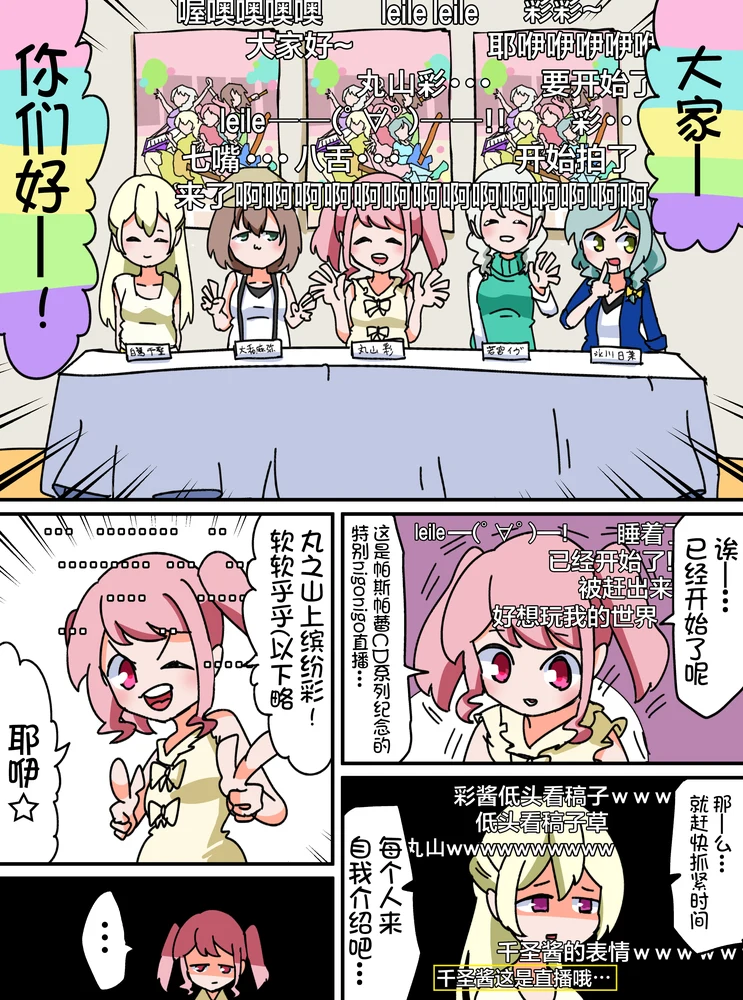 大家ー
你们好ーー！
喔噢噢噢噢
leile leile
彩彩~
大家好~
耶咿咿咿咿咿
丸山彩・・・
要开始了
leile——(ﾟ∀ﾟ)——!!
彩・・
七嘴・・・八舌・・・
开始拍了
来了啊啊啊啊啊啊啊啊啊啊啊啊啊
白鷺千聖
大和麻弥
丸山彩
若宮イヴ
氷川日菜
诶ー…
已经开始了呢
leile—(ﾟ∀ﾟ)—!
睡着了
已经开始了!
被赶出来
好想玩我的世界
这是帕斯帕蕾CD系列纪念的
特别nigonigo直播…
丸之山上缤纷彩！
软软乎乎(以下略
耶咿☆
那ー么…
就赶快抓紧时间
彩酱低头看稿子ｗｗｗ
低头看稿子草
丸山wwwwwwwwww
每个人来
自我介绍吧…
千圣酱的表情ｗｗｗｗｗ
千圣酱这是直播哦…
…